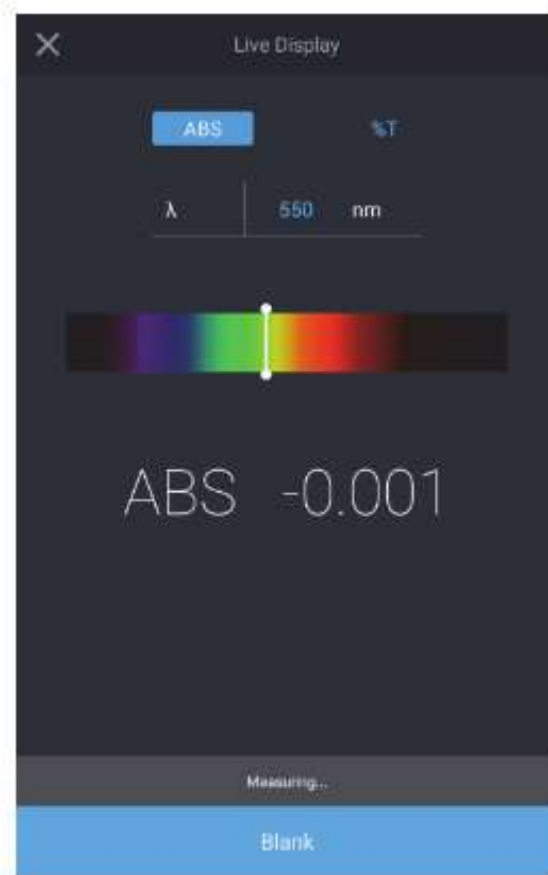 Live Display
ABS %T
λ 550 nm
ABS -0.001
Measuring...
Blank